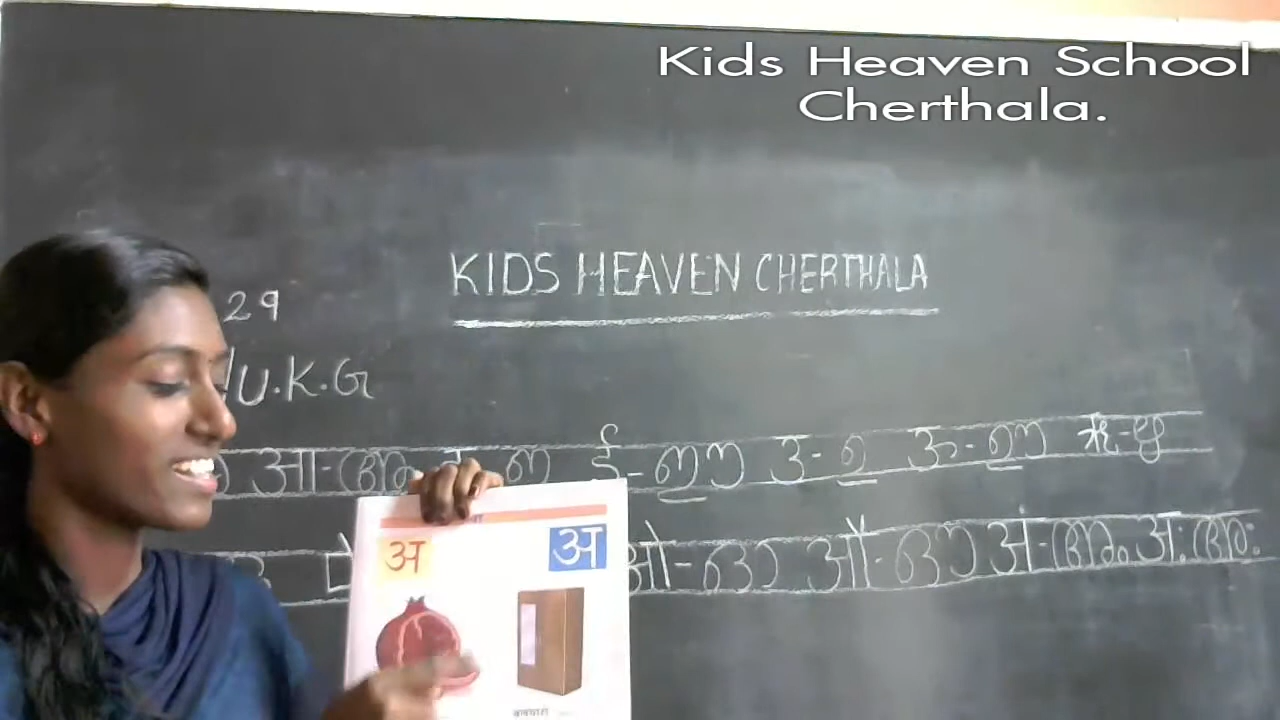 Kids Heaven School
Cherthala.
KIDS HEAVEN CHERTHALA
29
U.K.G
आ-ആ ഇ ई-ഈ उ-ഉ ऊ-ഊ ऋ-ഋ
ओ-ഓ औ-ഔ अं-അം अ:അഃ
अ अ